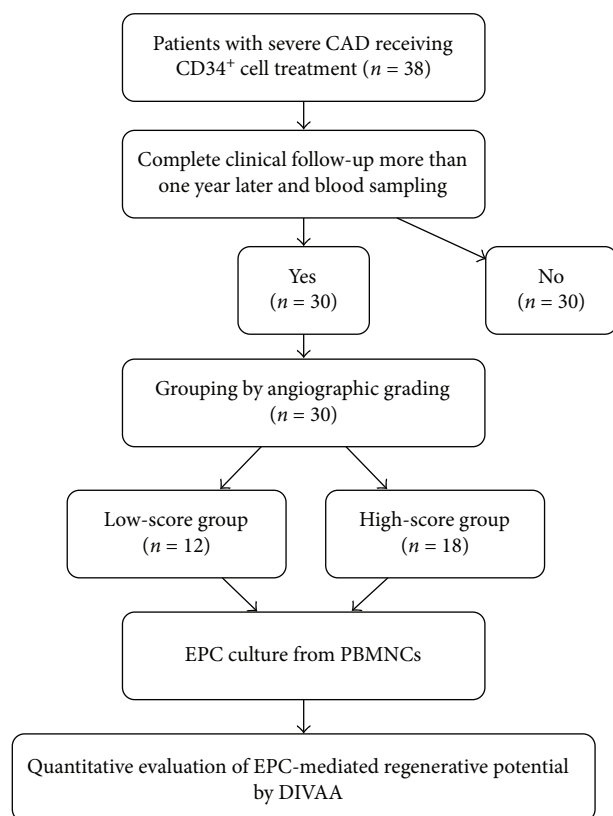 Patients with severe CAD receiving
CD34⁺ cell treatment (n = 38)
Complete clinical follow-up more than
one year later and blood sampling
Yes
(n = 30)
No
(n = 30)
Grouping by angiographic grading
(n = 30)
Low-score group
(n = 12)
High-score group
(n = 18)
EPC culture from PBMNCs
Quantitative evaluation of EPC-mediated regenerative potential
by DIVAA